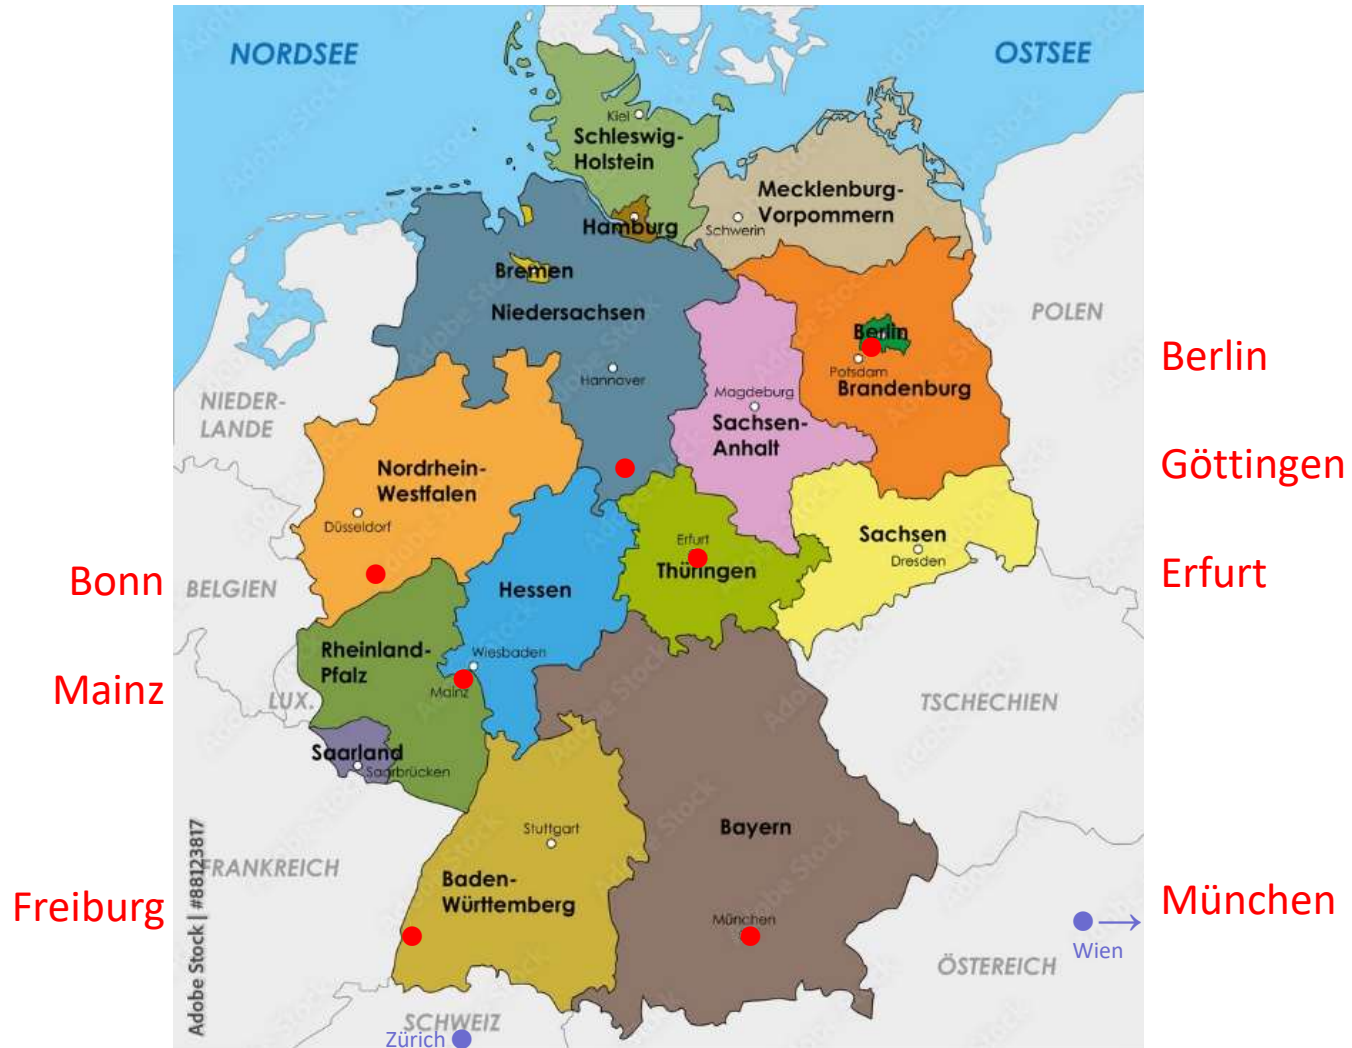 NORDSEE
OSTSEE
Kiel
Schleswig-
Holstein
Mecklenburg-
Vorpommern
Hamburg
Schwerin
Bremen
Niedersachsen
POLEN
Berlin
Berlin
Potsdam
Hannover
Brandenburg
Magdeburg
NIEDER-
LANDE
Sachsen-
Anhalt
Göttingen
Nordrhein-
Westfalen
Düsseldorf
Sachsen
Erfurt
Dresden
Thüringen
Erfurt
Bonn
BELGIEN
Hessen
Rheinland-
Pfalz
Wiesbaden
Mainz
Mainz
LUX.
TSCHECHIEN
Saarland
Saarbrücken
Stuttgart
Bayern
FRANKREICH
Baden-
Württemberg
Freiburg
München
München
Wien
ÖSTEREICH
SCHWEIZ
Zürich
Adobe Stock | #88123817
Adobe Stock